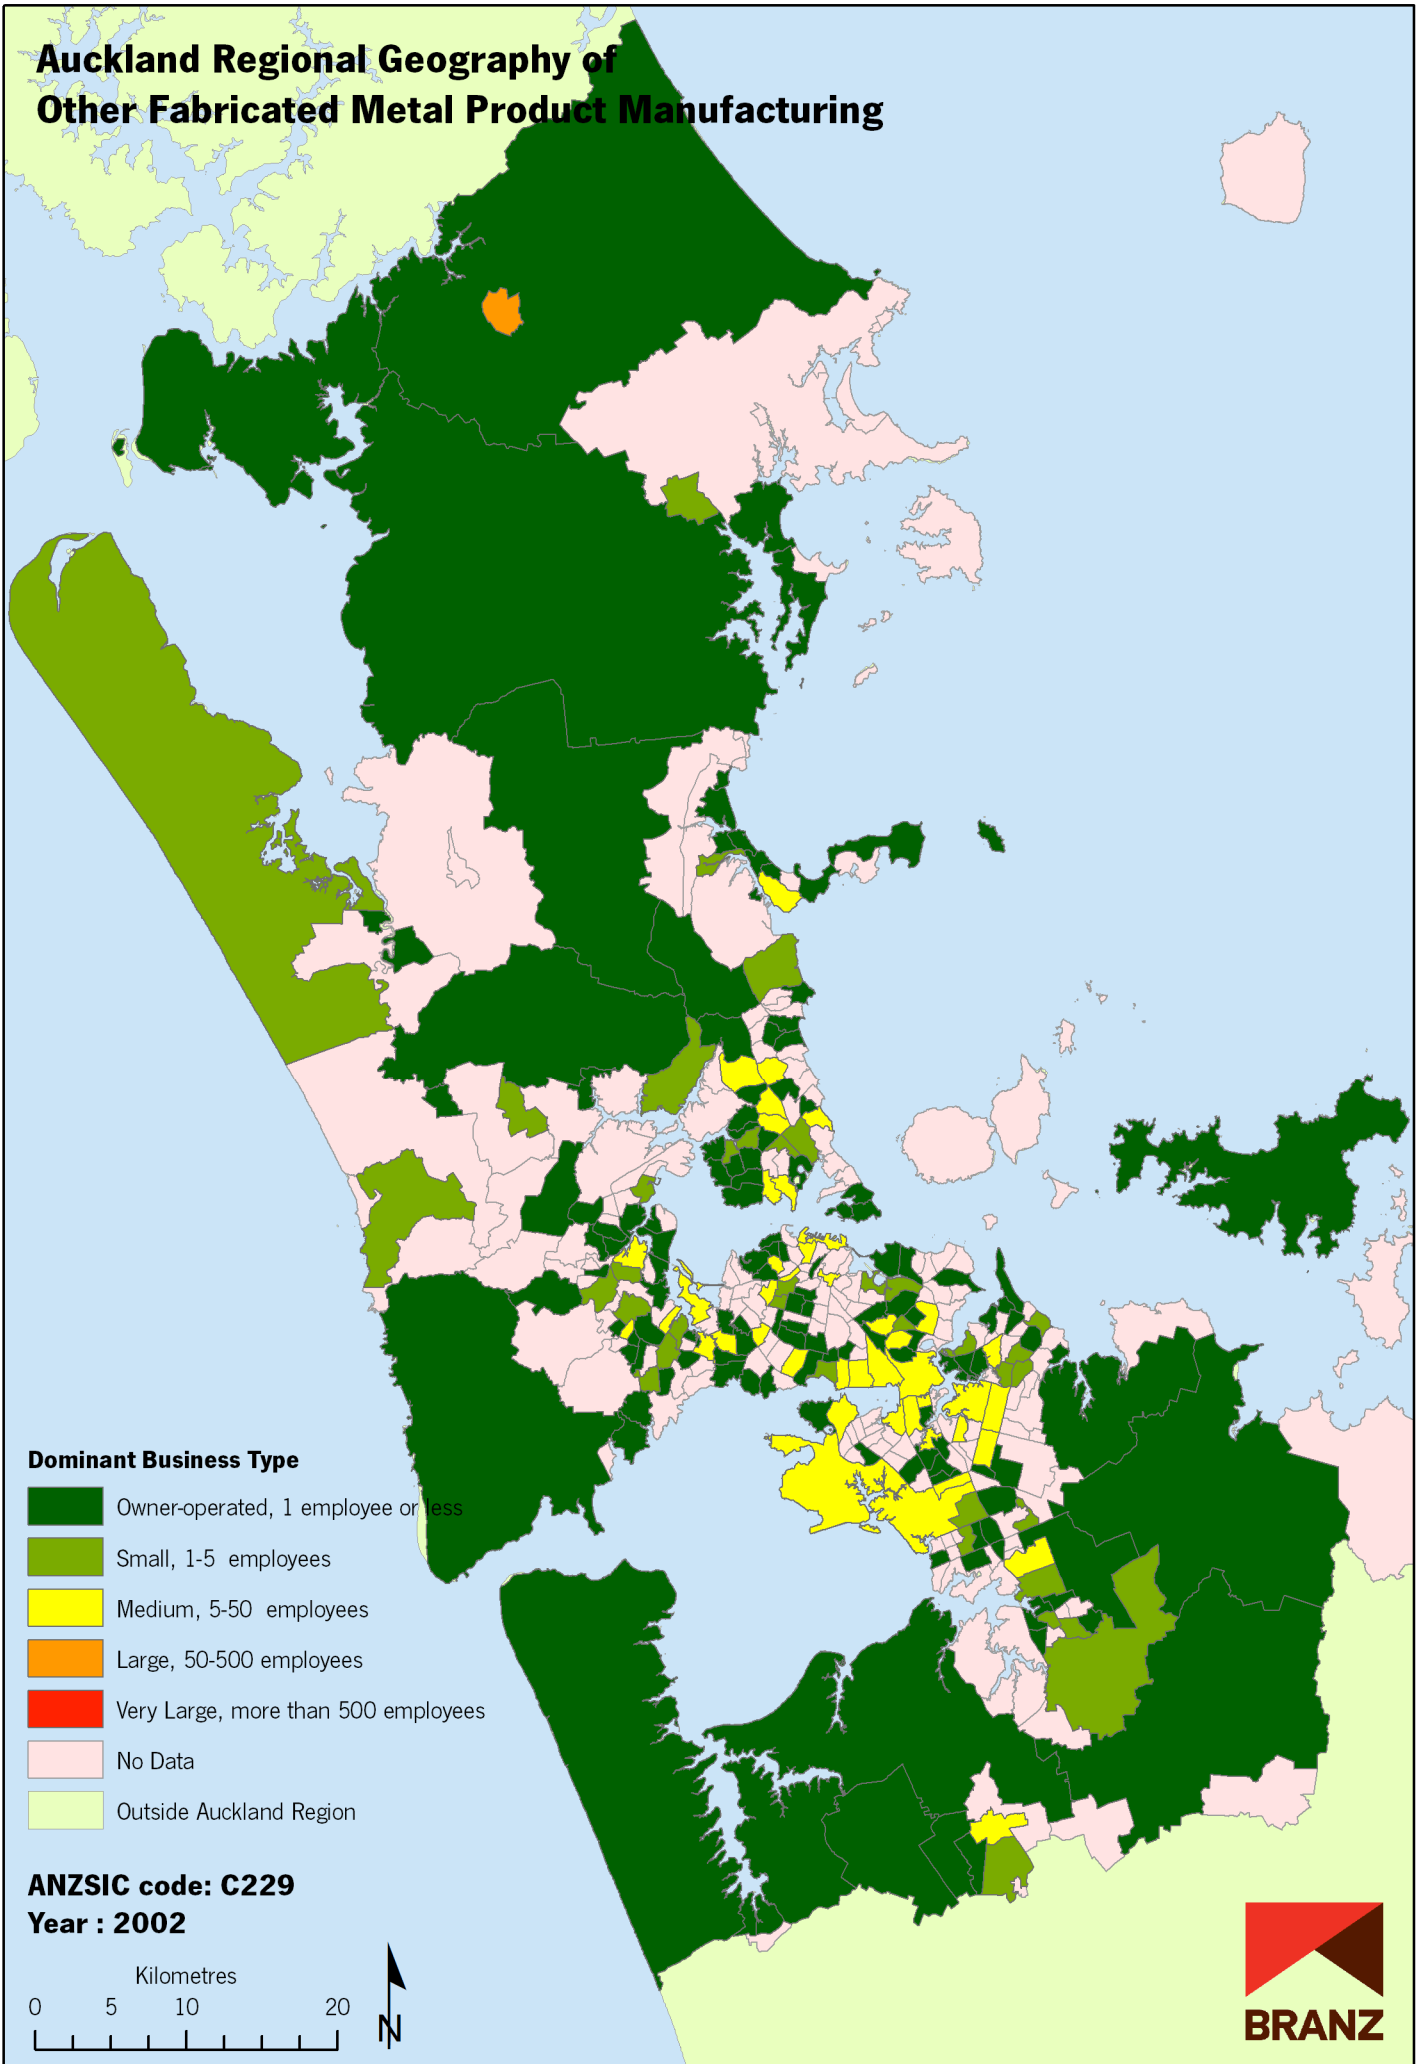 Auckland Regional Geography of
Other Fabricated Metal Product Manufacturing
Dominant Business Type
Owner-operated, 1 employee or less
Small, 1-5 employees
Medium, 5-50 employees
Large, 50-500 employees
Very Large, more than 500 employees
No Data
Outside Auckland Region
ANZSIC code: C229
Year : 2002
Kilometres
0 5 10 20
N
BRANZ